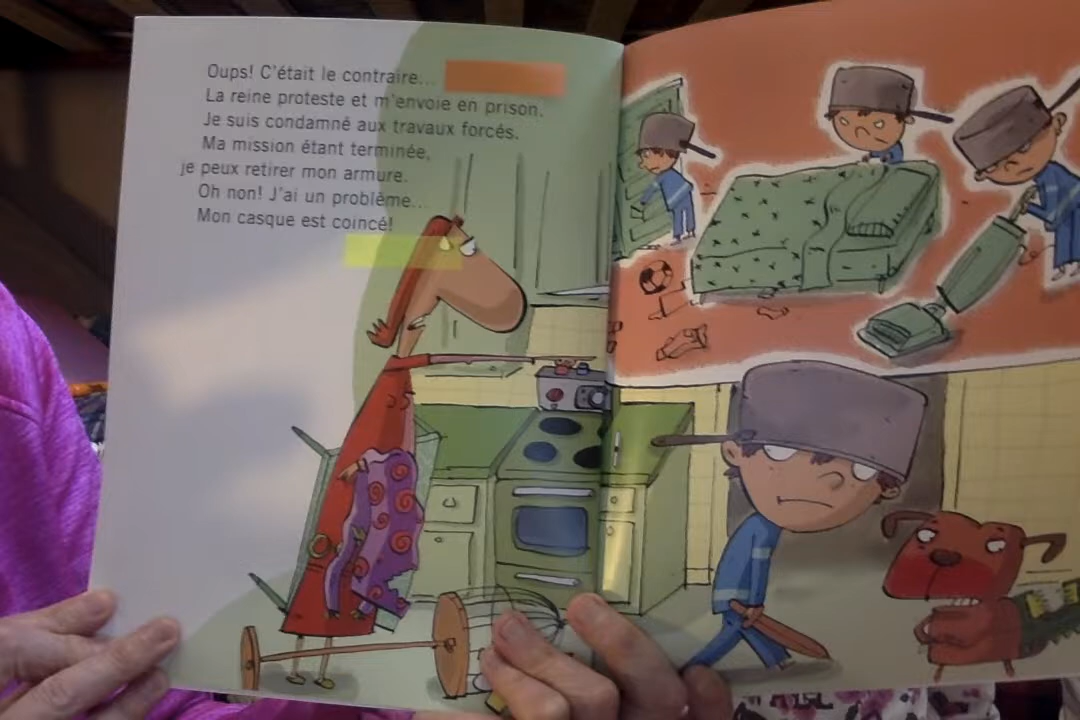 Oups! C'était le contraire...
La reine proteste et m'envoie en prison.
Je suis condamné aux travaux forcés.
Ma mission étant terminée,
je peux retirer mon armure.
Oh non! J'ai un problème...
Mon casque est coincé!